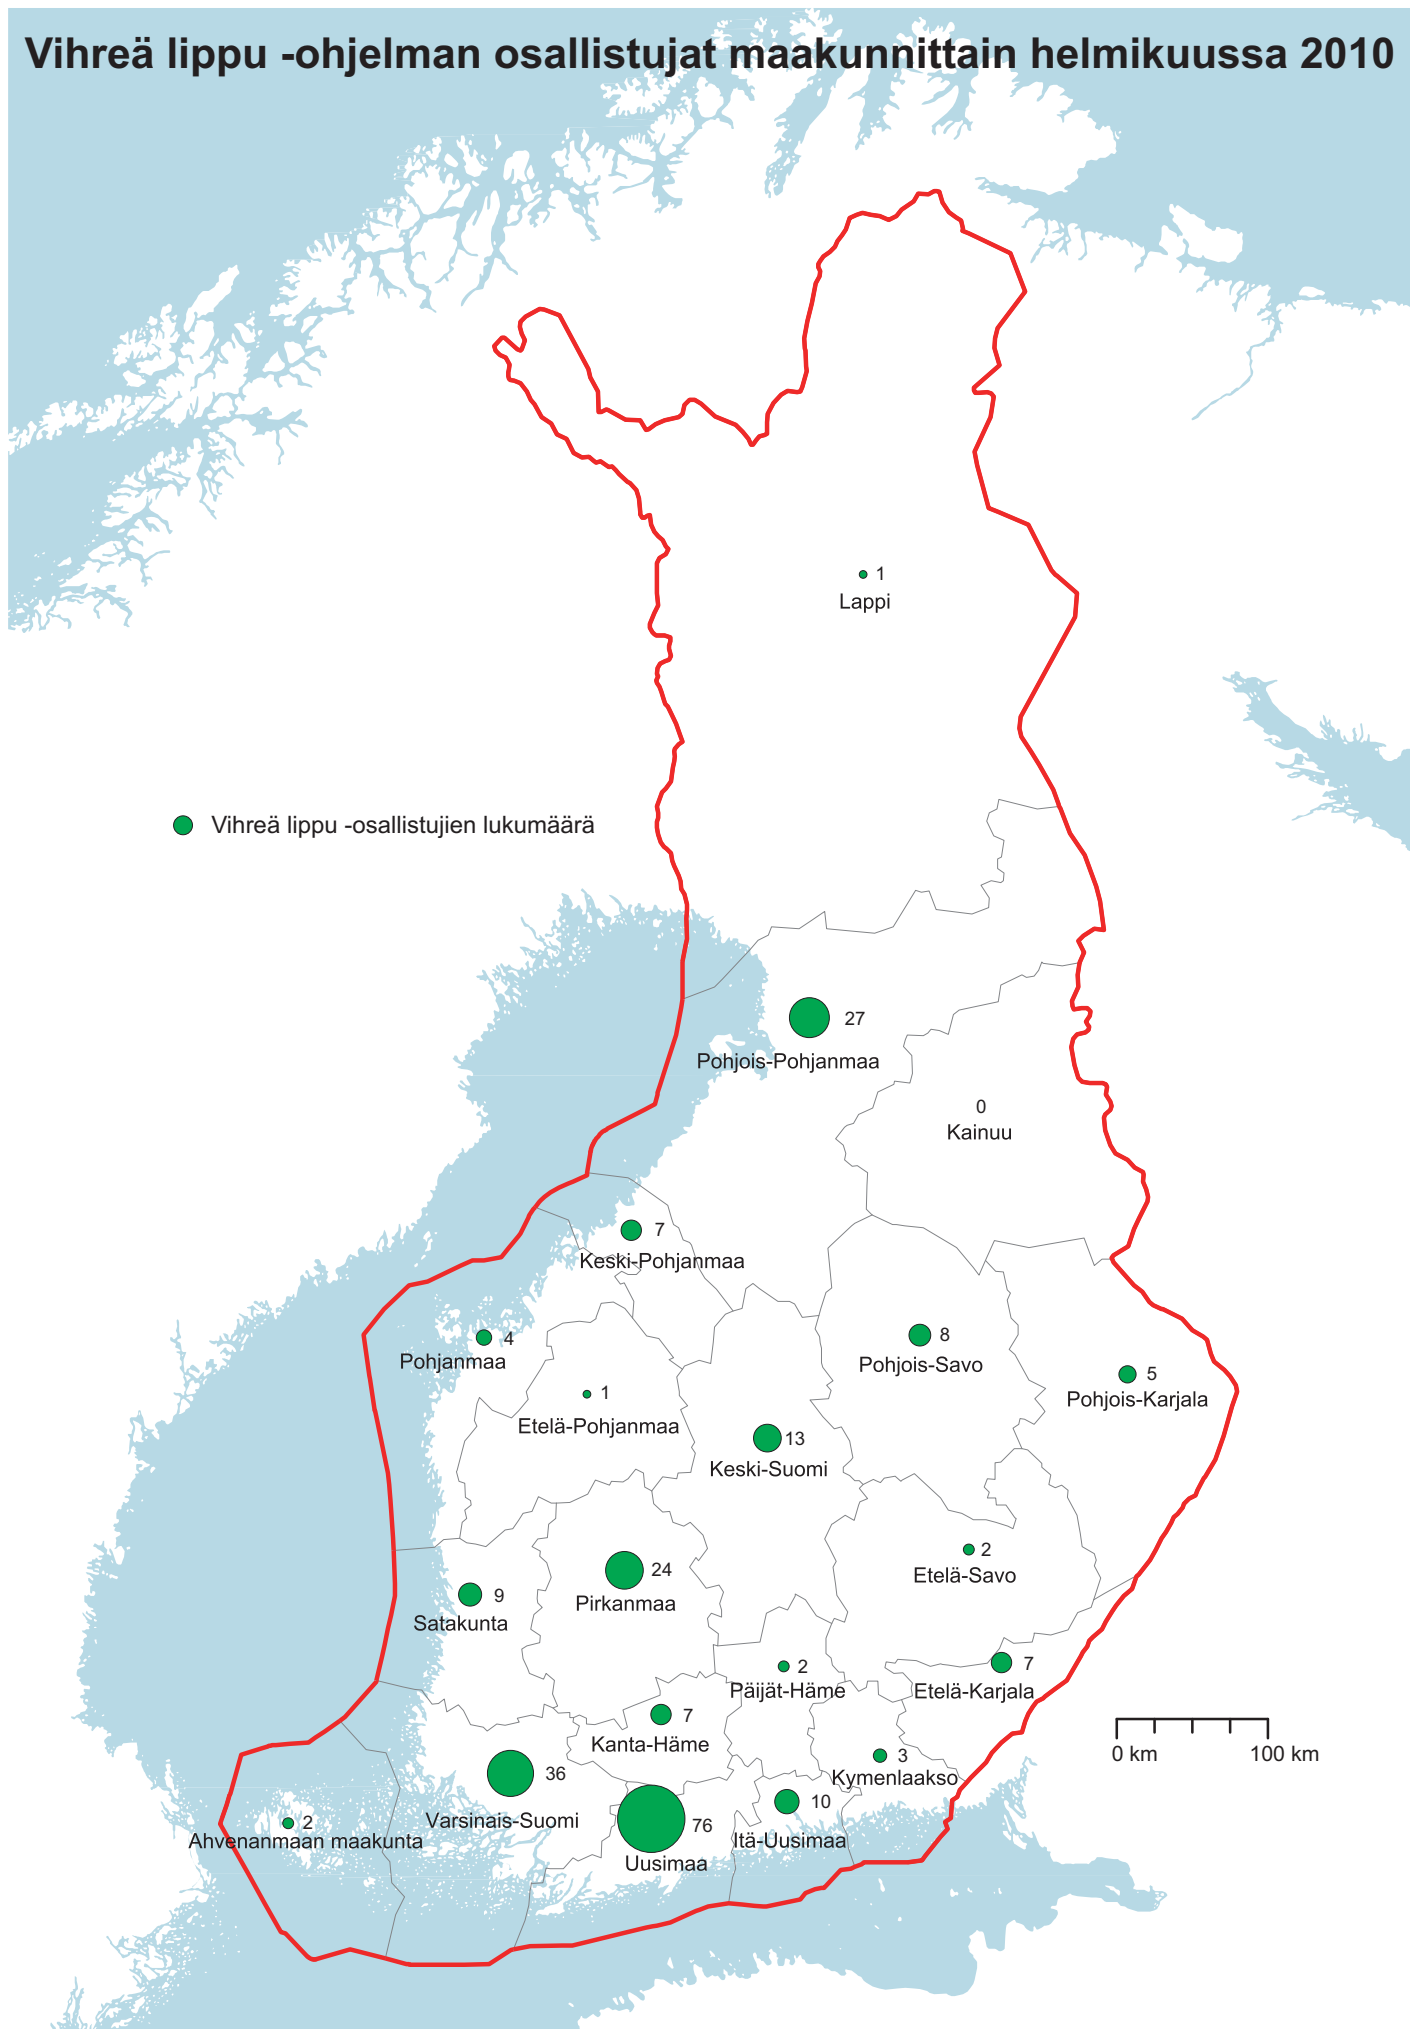 Vihreä lippu -ohjelman osallistujat maakunnittain helmikuussa 2010
1
Lappi
Vihreä lippu -osallistujien lukumäärä
27
Pohjois-Pohjanmaa
0
Kainuu
7
Keski-Pohjanmaa
4
Pohjanmaa
8
Pohjois-Savo
5
Pohjois-Karjala
1
Etelä-Pohjanmaa
13
Keski-Suomi
2
Etelä-Savo
24
Pirkanmaa
9
Satakunta
2
Päijät-Häme
7
Etelä-Karjala
7
Kanta-Häme
3
Kymenlaakso
0 km 100 km
36
Varsinais-Suomi
10
Itä-Uusimaa
76
Uusimaa
2
Ahvenanmaan maakunta